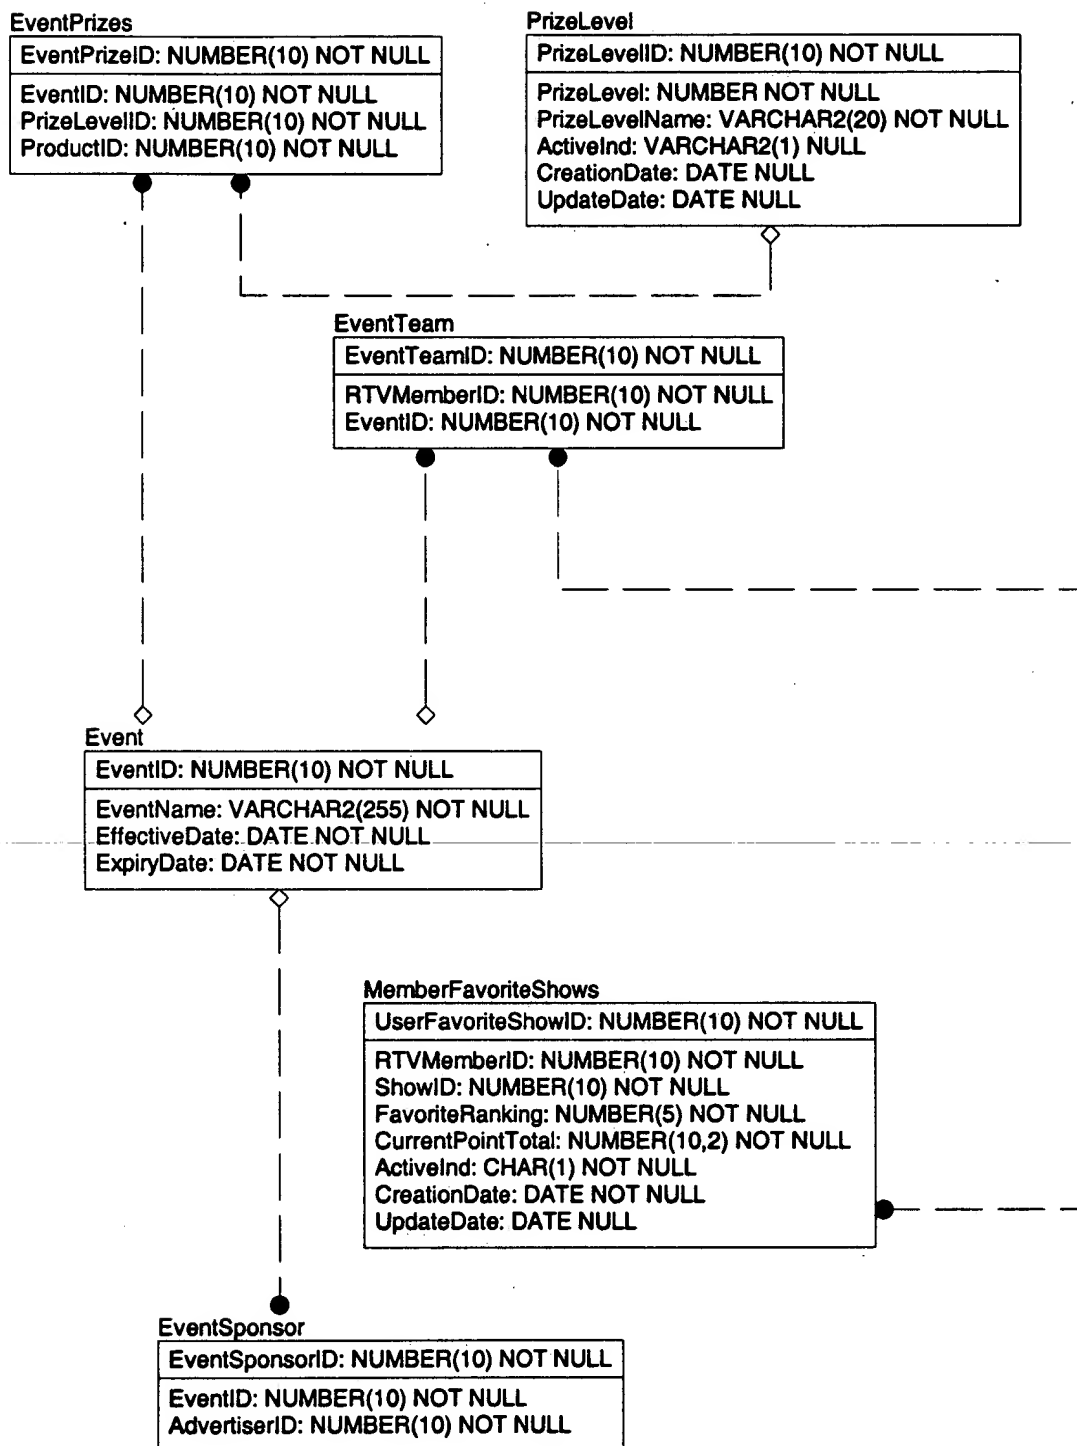 EventPrizes
EventPrizeID: NUMBER(10) NOT NULL
EventID: NUMBER(10) NOT NULL
PrizeLevelID: NUMBER(10) NOT NULL
ProductID: NUMBER(10) NOT NULL
PrizeLevel
PrizeLevelID: NUMBER(10) NOT NULL
PrizeLevel: NUMBER NOT NULL
PrizeLevelName: VARCHAR2(20) NOT NULL
ActiveInd: VARCHAR2(1) NULL
CreationDate: DATE NULL
UpdateDate: DATE NULL
EventTeam
EventTeamID: NUMBER(10) NOT NULL
RTVMemberID: NUMBER(10) NOT NULL
EventID: NUMBER(10) NOT NULL
Event
EventID: NUMBER(10) NOT NULL
EventName: VARCHAR2(255) NOT NULL
EffectiveDate: DATE NOT NULL
ExpiryDate: DATE NOT NULL
MemberFavoriteShows
UserFavoriteShowID: NUMBER(10) NOT NULL
RTVMemberID: NUMBER(10) NOT NULL
ShowID: NUMBER(10) NOT NULL
FavoriteRanking: NUMBER(5) NOT NULL
CurrentPointTotal: NUMBER(10,2) NOT NULL
ActiveInd: CHAR(1) NOT NULL
CreationDate: DATE NOT NULL
UpdateDate: DATE NULL
EventSponsor
EventSponsorID: NUMBER(10) NOT NULL
EventID: NUMBER(10) NOT NULL
AdvertiserID: NUMBER(10) NOT NULL